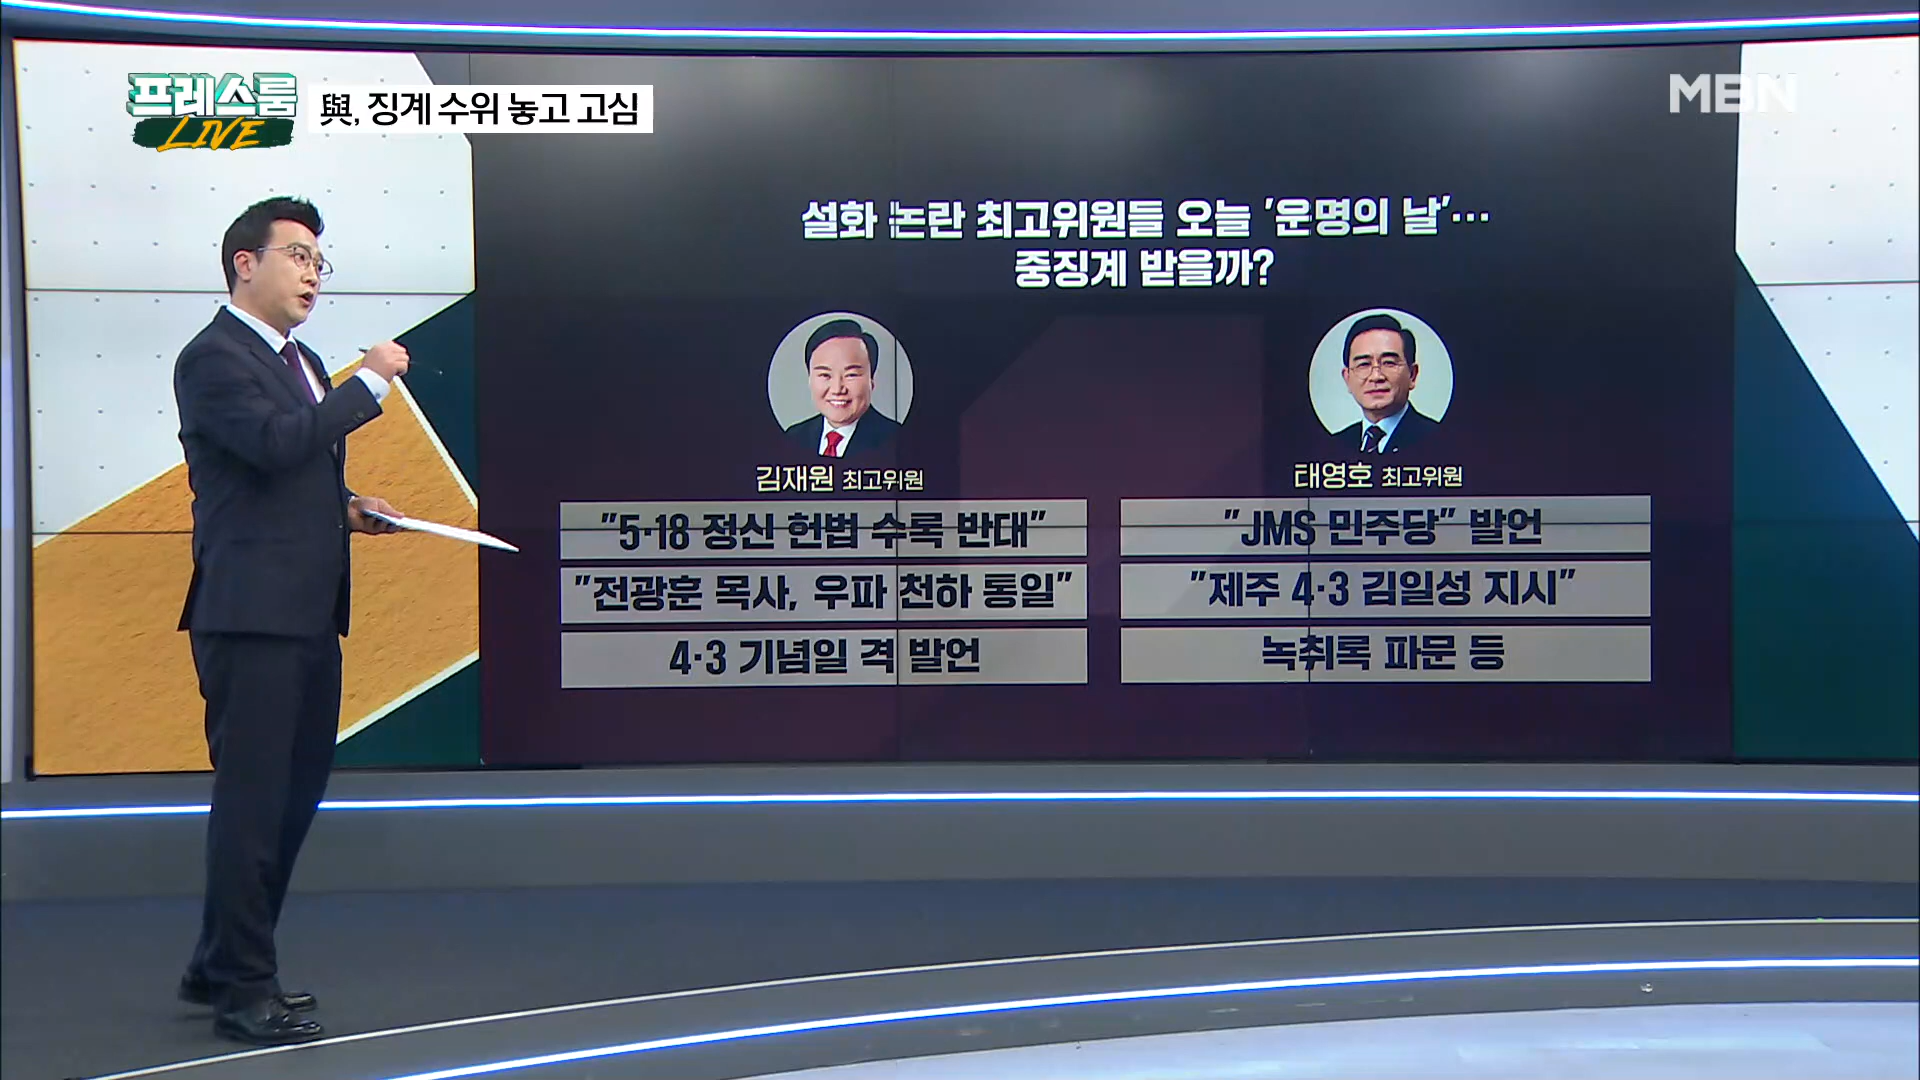 프레스룸
LIVE
與, 징계 수위 놓고 고심
MBN
설화 논란 최고위원들 오늘 '운명의 날'…
중징계 받을까?
김재원 최고위원
"5·18 정신 헌법 수록 반대"
"전광훈 목사, 우파 천하 통일"
4·3 기념일 격 발언
태영호 최고위원
"JMS 민주당" 발언
"제주 4·3 김일성 지시"
녹취록 파문 등